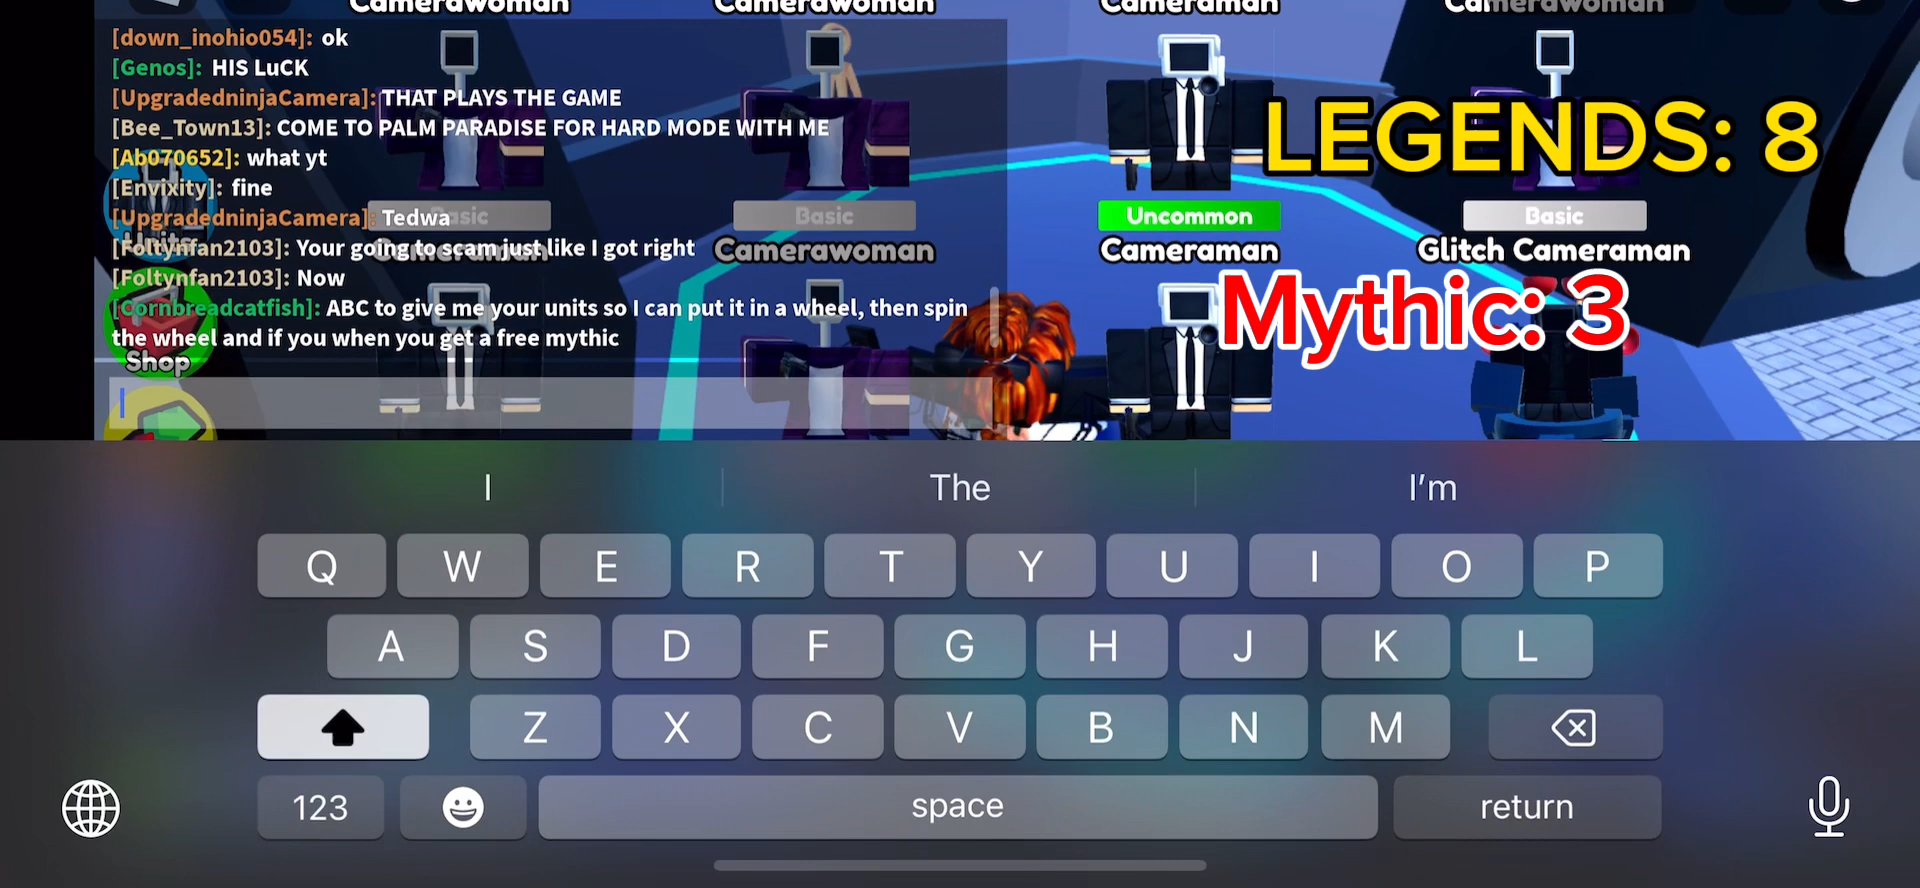 Camerawoman Camerawoman Cameraman Camerawoman
[down_inohio054]: ok
[Genos]: HIS LuCK
[UpgradedninjaCamera]: THAT PLAYS THE GAME
[Bee_Town13]: COME TO PALM PARADISE FOR HARD MODE WITH ME
LEGENDS: 8
[Ab070652]: what yt
[Envixity]: fine
[UpgradedninjaCamera]: Tedwa
Basic Basic Uncommon Basic
[Foltynfan2103]: Your going to scam just like I got right
Units
Cameraman Camerawoman Cameraman Glitch Cameraman
[Foltynfan2103]: Now
[Cornbreadcatfish]: ABC to give me your units so I can put it in a wheel, then spin
the wheel and if you when you get a free mythic
Mythic: 3
Shop
I The I'm
Q W E R T Y U I O P
A S D F G H J K L
Z X C V B N M
123 space return